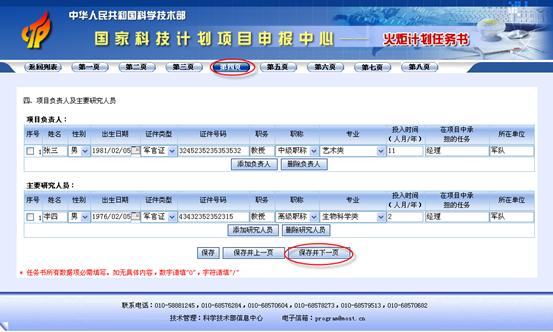 中华人民共和国科学技术部
国家科技计划项目申报中心—— 火炬计划任务书
返回列表 第一页 第二页 第三页 第四页 第五页 第六页 第七页 第八页
四、项目负责人及主要研究人员
项目负责人：
序号 姓名 性别 出生日期 证件类型 证件号码 职务 职称 专业 投入时间（人月/年） 在项目中承担的任务 所在单位
1 张三 男 1981/02/05 军官证 3245235235353532 教授 中级职称 艺术类 11 经理 军队
添加负责人 删除负责人
主要研究人员：
序号 姓名 性别 出生日期 证件类型 证件号码 职务 职称 专业 投入时间（人月/年） 在项目中承担的任务 所在单位
1 李四 男 1976/02/05 军官证 43432352352315 教授 高级职称 生物科学类 2 经理 军队
添加研究人员 删除研究人员
保存 保存并上一页 保存并下一页
* 任务书所有数据项必需填写。如无具体内容，数字请填"0"，字符请填"/"
联系电话：010-58881245，010-68576284，010-68570604，010-68578273，010-68579513，010-68570682
技术管理：科学技术部信息中心 电子信箱：program@most.cn